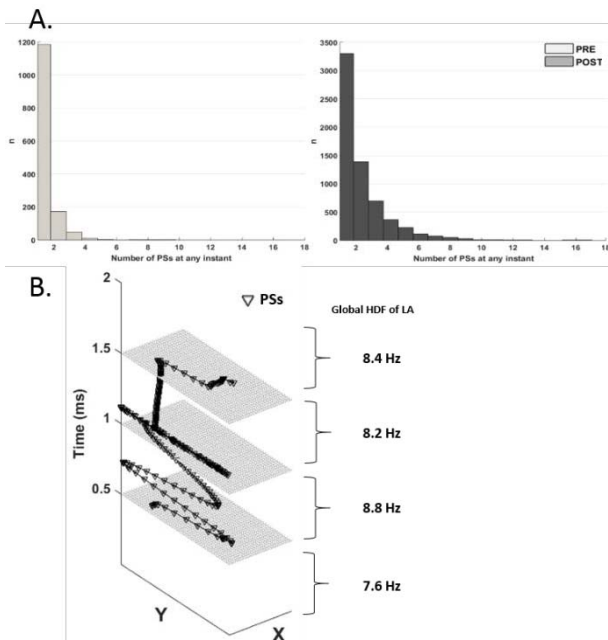 A.
1200
1000
800
600
400
200
0
n
2 4 6 8 10 12 14 16 18
Number of PSs at any instant
3500
3000
2500
2000
1500
1000
500
0
n
2 4 6 8 10 12 14 16 18
Number of PSs at any instant
PRE
POST
B.
2
1.5
1
0.5
Time (ms)
Y
X
PSs
Global HDF of LA
8.4 Hz
8.2 Hz
8.8 Hz
7.6 Hz